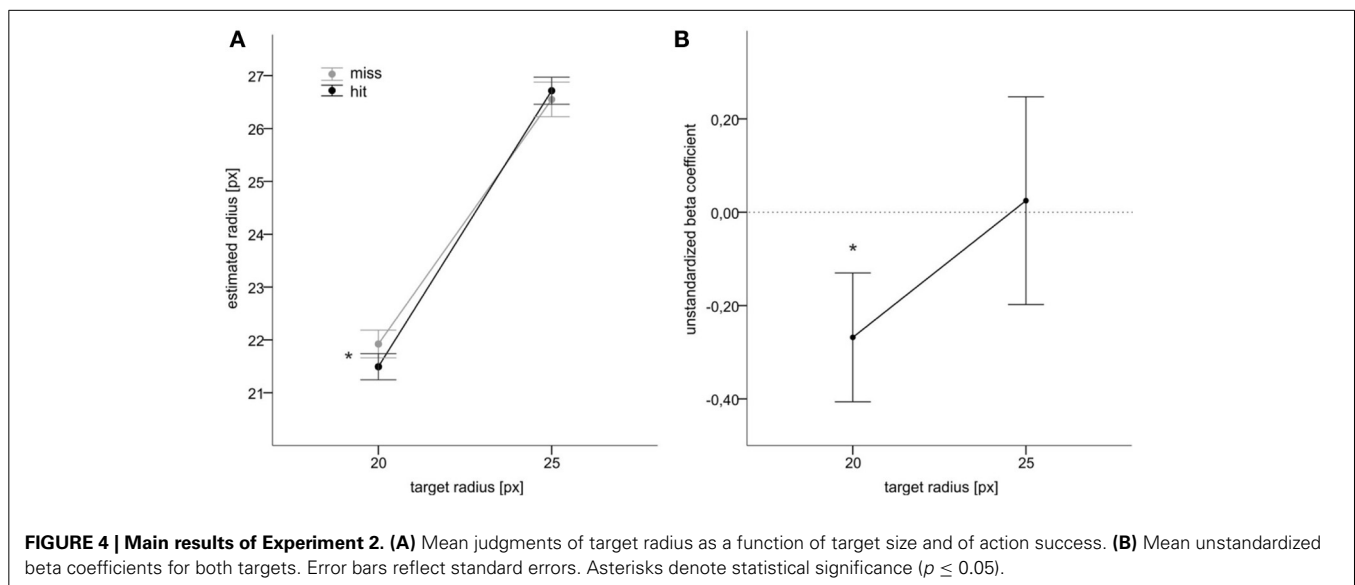 A
miss
hit
27
26
25
24
23
22
21
estimated radius [px]
*
20
25
target radius [px]
B
0,20
0,00
-0,20
-0,40
unstandardized beta coefficient
*
20
25
target radius [px]
FIGURE 4 | Main results of Experiment 2. (A) Mean judgments of target radius as a function of target size and of action success. (B) Mean unstandardized
beta coefficients for both targets. Error bars reflect standard errors. Asterisks denote statistical significance (p ≤ 0.05).